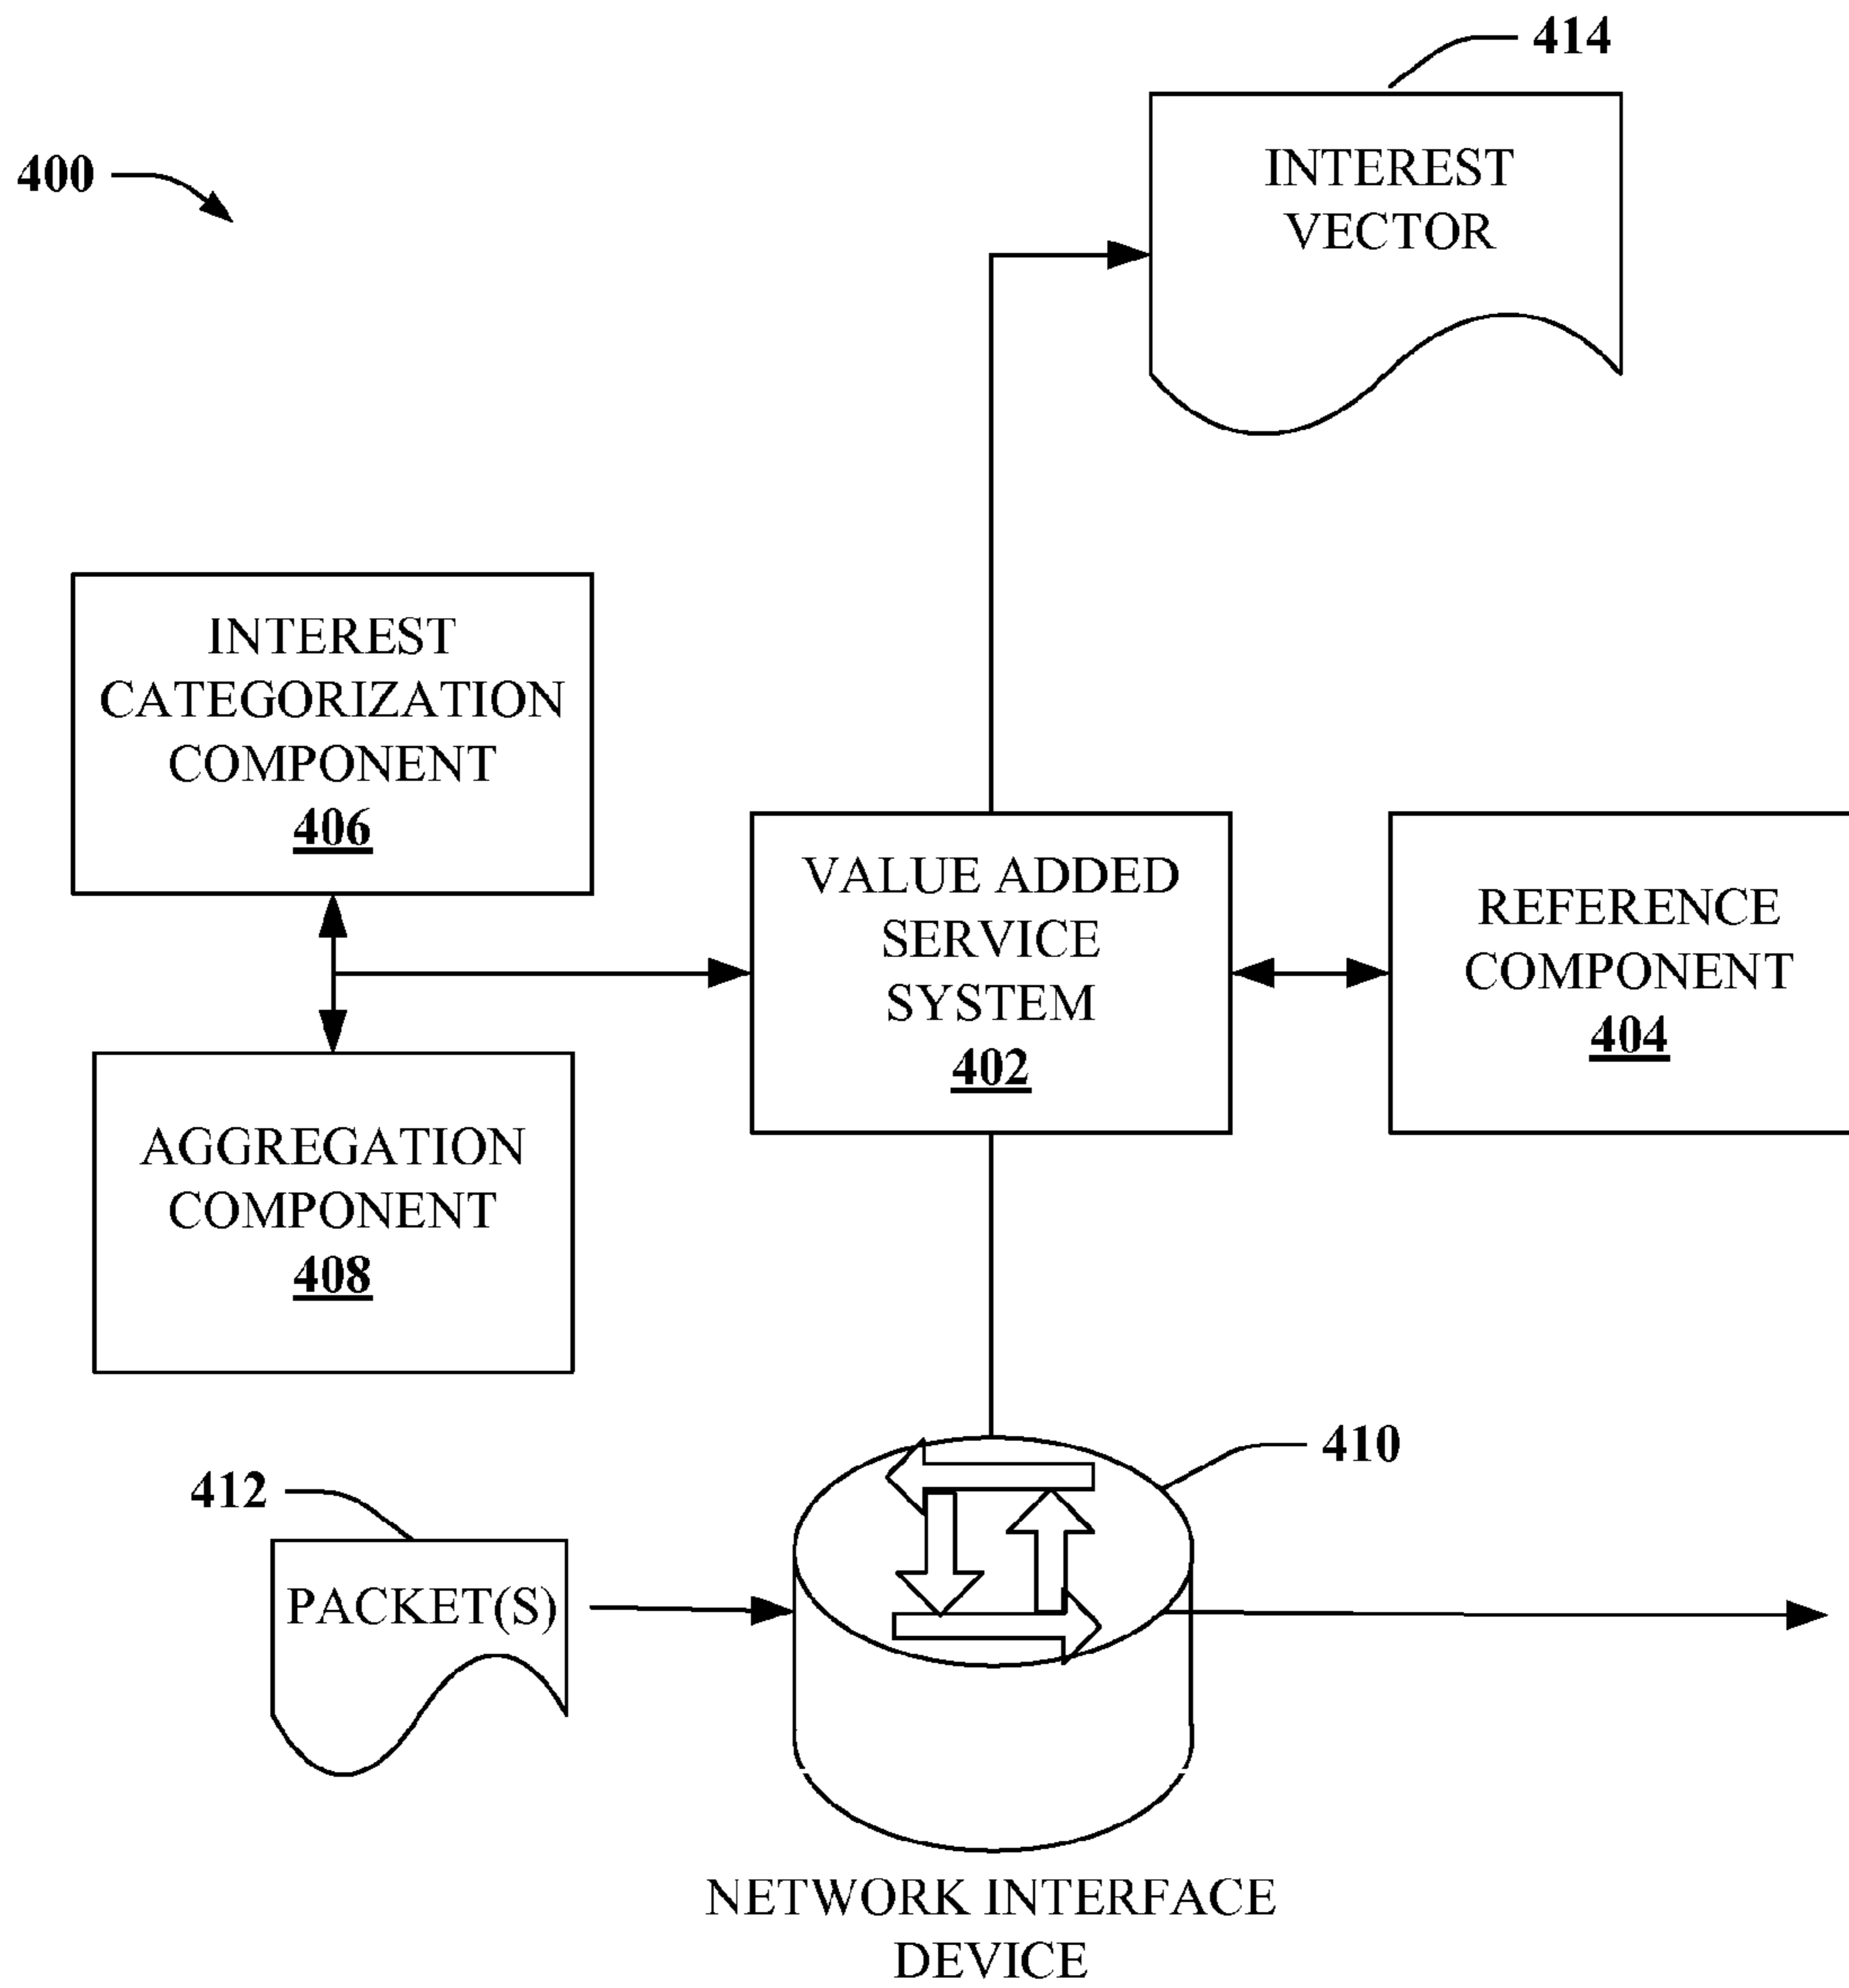 414
400
INTEREST
VECTOR
INTEREST
CATEGORIZATION
COMPONENT
406
VALUE ADDED
SERVICE
SYSTEM
402
REFERENCE
COMPONENT
404
AGGREGATION
COMPONENT
408
410
412
PACKET(S)
NETWORK INTERFACE
DEVICE